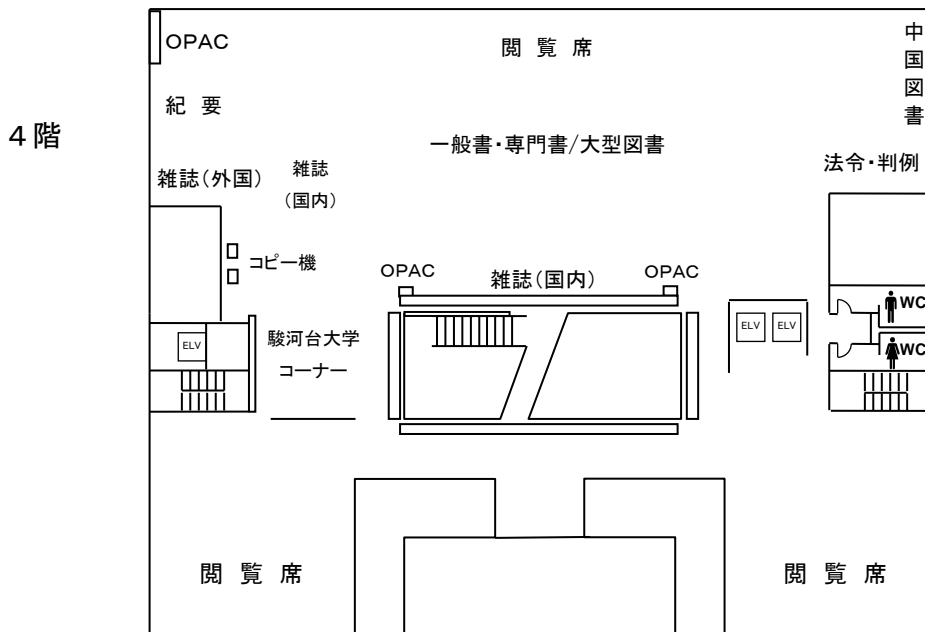 OPAC
閲 覧 席
中国図書
紀 要
4階
一般書・専門書/大型図書
法令・判例
雑誌(外国)
雑誌
(国内)
コピー機
OPAC
雑誌(国内)
OPAC
WC
ELV
ELV
ELV
駿河台大学
コーナー
WC
閲 覧 席
閲 覧 席